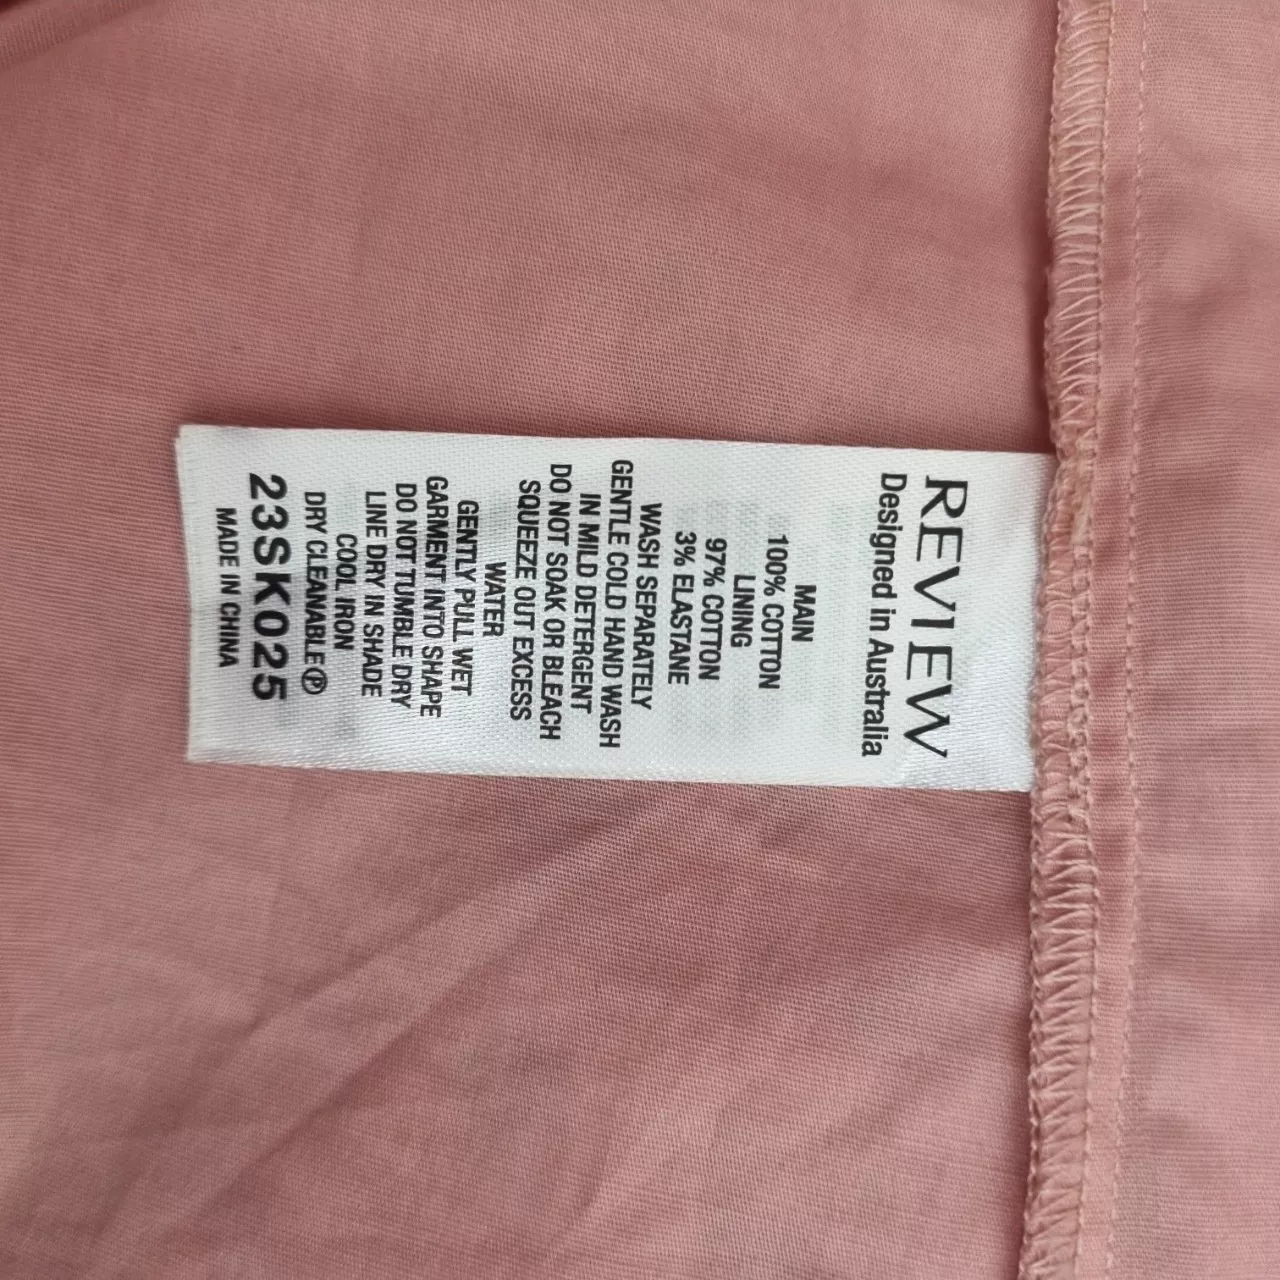 REVIEW
Designed in Australia
MAIN
100% COTTON
LINING
97% COTTON
3% ELASTANE
WASH SEPARATELY
GENTLE COLD HAND WASH
IN MILD DETERGENT
DO NOT SOAK OR BLEACH
SQUEEZE OUT EXCESS
WATER
GENTLY PULL WET
GARMENT INTO SHAPE
DO NOT TUMBLE DRY
LINE DRY IN SHADE
COOL IRON
DRY CLEANABLE Ⓟ
23SK025
MADE IN CHINA